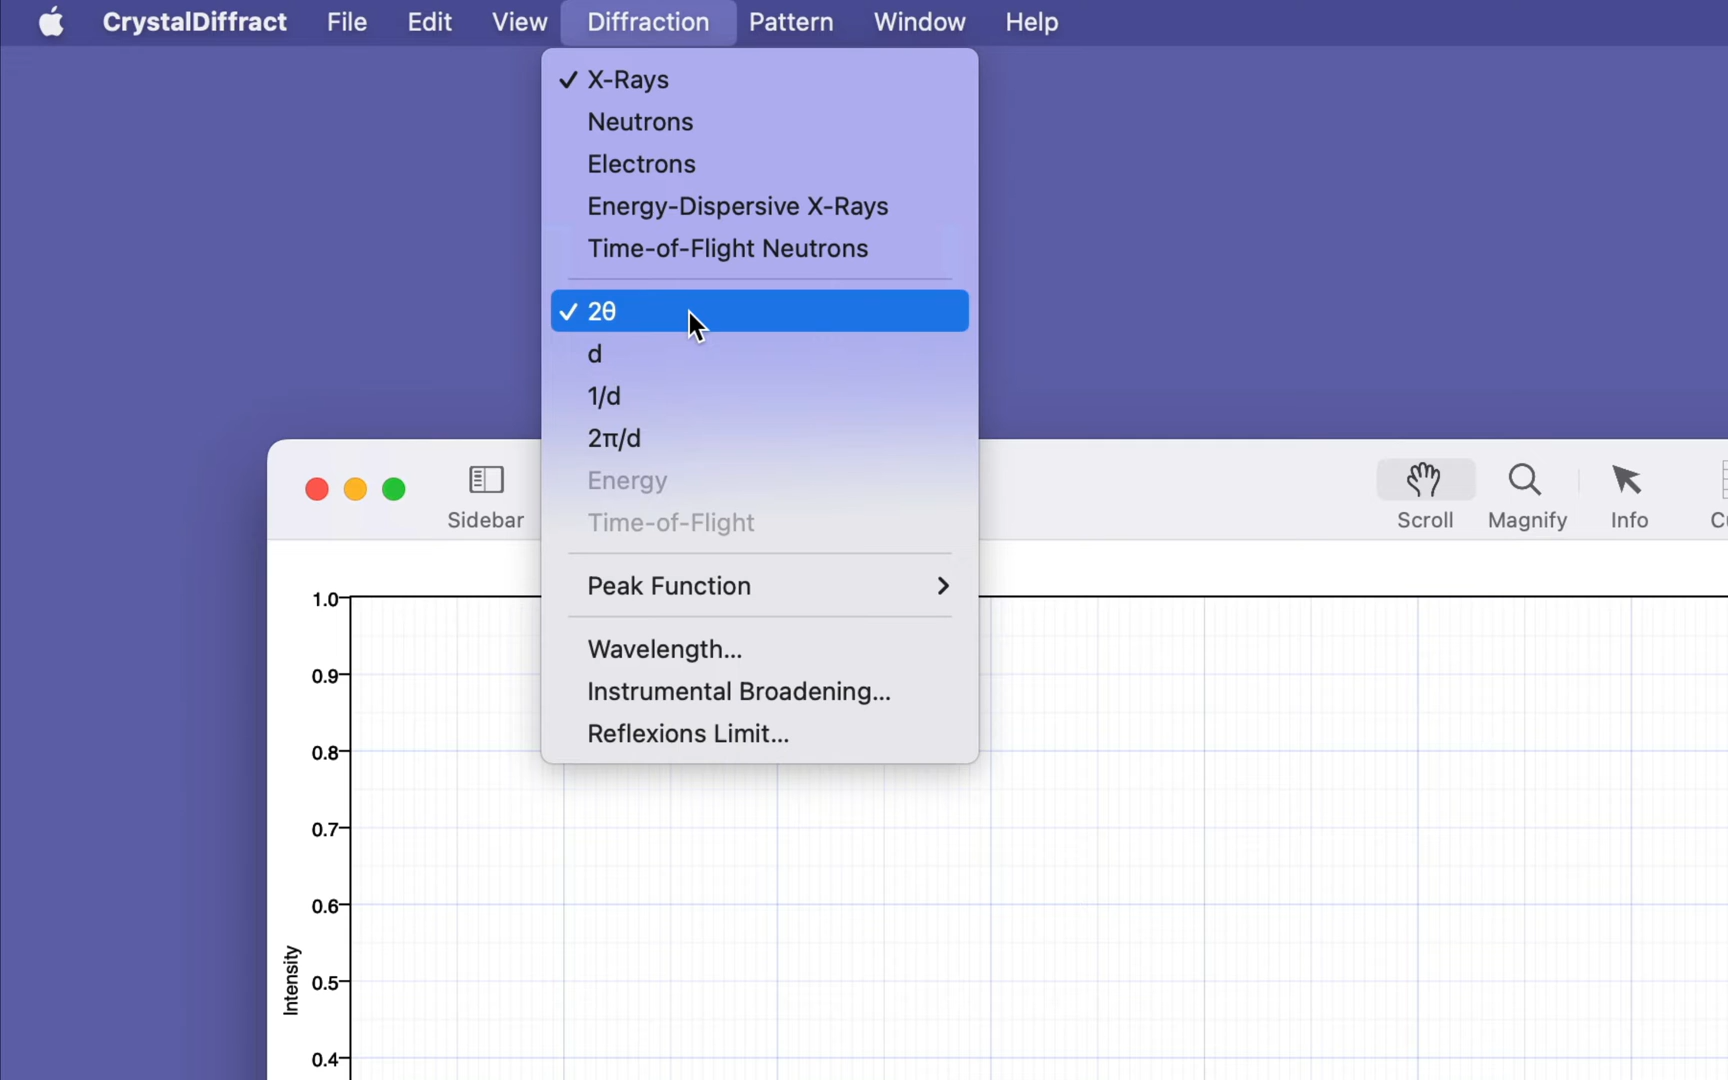 CrystalDiffract File Edit View Diffraction Pattern Window Help
✓ X-Rays
Neutrons
Electrons
Energy-Dispersive X-Rays
Time-of-Flight Neutrons
✓ 2θ
d
1/d
2π/d
Energy
Time-of-Flight
Peak Function
Wavelength...
Instrumental Broadening...
Reflexions Limit...
Sidebar
Scroll Magnify Info
1.0
0.9
0.8
0.7
0.6
0.5
0.4
Intensity